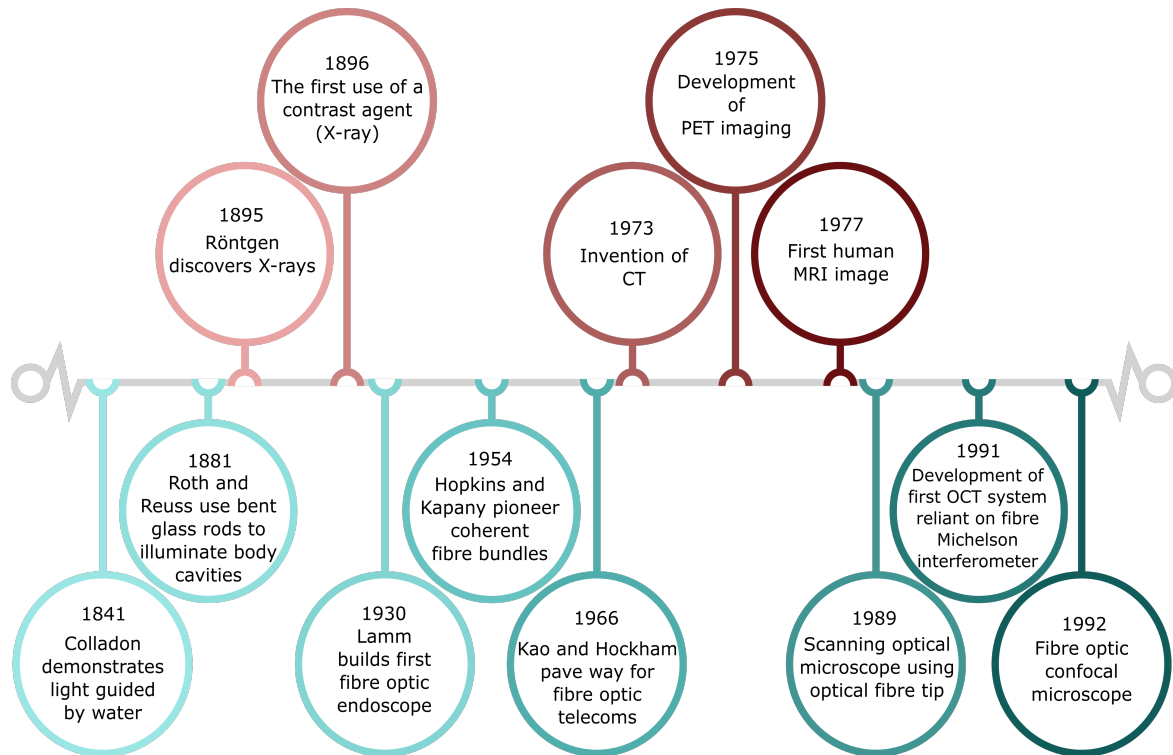 1896
The first use of a
contrast agent
(X-ray)
1975
Development
of
PET imaging
1895
Röntgen
discovers X-rays
1973
Invention of
CT
1977
First human
MRI image
1881
Roth and
Reuss use bent
glass rods to
illuminate body
cavities
1954
Hopkins and
Kapany pioneer
coherent
fibre bundles
1991
Development of
first OCT system
reliant on fibre
Michelson
interferometer
1841
Colladon
demonstrates
light guided
by water
1930
Lamm
builds first
fibre optic
endoscope
1966
Kao and Hockham
pave way for
fibre optic
telecoms
1989
Scanning optical
microscope using
optical fibre tip
1992
Fibre optic
confocal
microscope